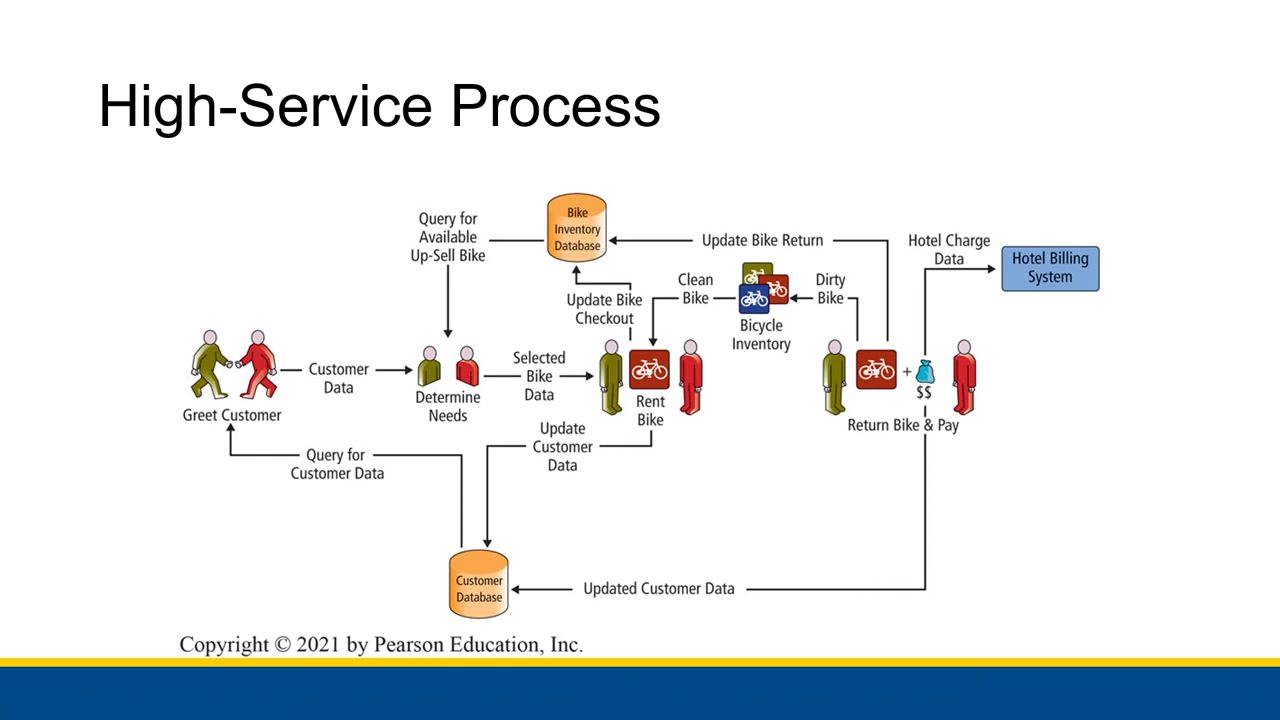 High-Service Process
Query for
Available
Up-Sell Bike
Bike
Inventory
Database
Update Bike Return
Hotel Charge
Data
Hotel Billing
System
Update Bike
Checkout
Clean
Bike
Bicycle
Inventory
Dirty
Bike
Greet Customer
Customer
Data
Determine
Needs
Selected
Bike
Data
Rent
Bike
+
$$
Return Bike & Pay
Query for
Customer Data
Update
Customer
Data
Customer
Database
Updated Customer Data
Copyright © 2021 by Pearson Education, Inc.